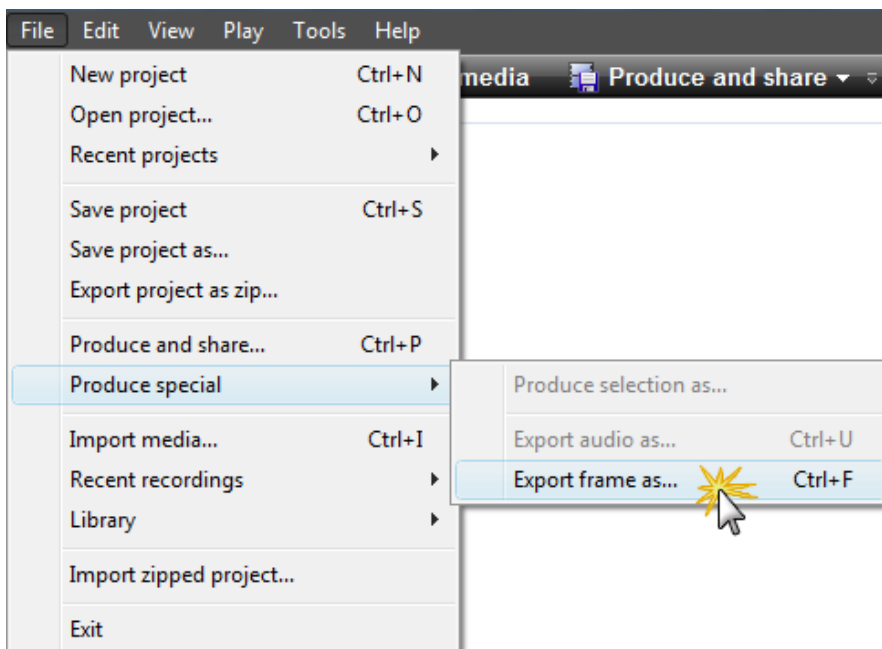 File Edit View Play Tools Help
media Produce and share
New project Ctrl+N
Open project... Ctrl+O
Recent projects
Save project Ctrl+S
Save project as...
Export project as zip...
Produce and share... Ctrl+P
Produce special
Produce selection as...
Import media... Ctrl+I
Export audio as... Ctrl+U
Recent recordings
Export frame as... Ctrl+F
Library
Import zipped project...
Exit